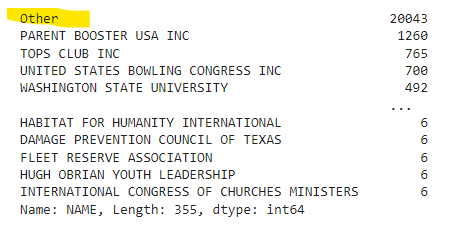 Other 20043
PARENT BOOSTER USA INC 1260
TOPS CLUB INC 765
UNITED STATES BOWLING CONGRESS INC 700
WASHINGTON STATE UNIVERSITY 492
...
HABITAT FOR HUMANITY INTERNATIONAL 6
DAMAGE PREVENTION COUNCIL OF TEXAS 6
FLEET RESERVE ASSOCIATION 6
HUGH OBRIAN YOUTH LEADERSHIP 6
INTERNATIONAL CONGRESS OF CHURCHES MINISTERS 6
Name: NAME, Length: 355, dtype: int64